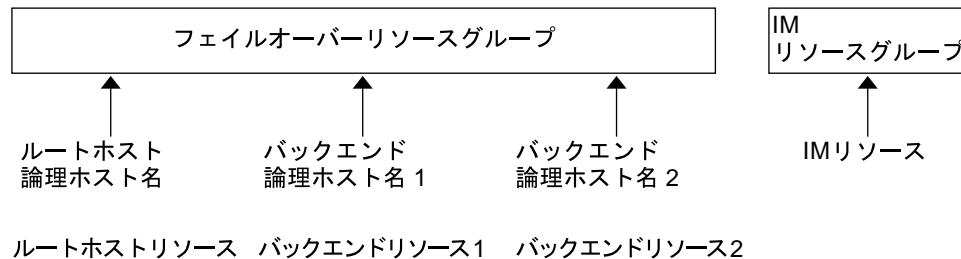 フェイルオーバーリソースグループ
IM
リソースグループ
ルートホスト
論理ホスト名
バックエンド
論理ホスト名 1
バックエンド
論理ホスト名 2
IMリソース
ルートホストリソース
バックエンドリソース1
バックエンドリソース2